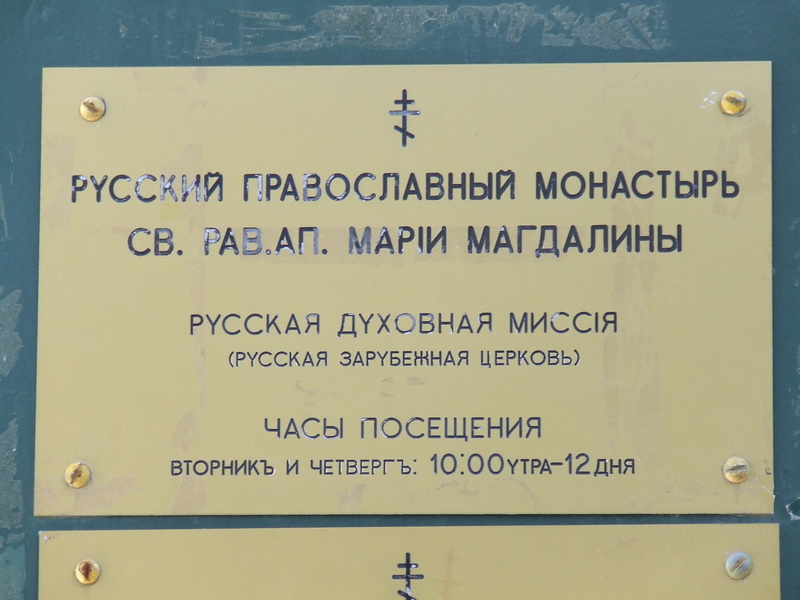 РУССКИЙ ПРАВОСЛАВНЫЙ МОНАСТЫРЬ
СВ. РАВ.АП. МАРІИ МАГДАЛИНЫ
РУССКАЯ ДУХОВНАЯ МИССІЯ
(РУССКАЯ ЗАРУБЕЖНАЯ ЦЕРКОВЬ)
ЧАСЫ ПОСЕЩЕНИЯ
ВТОРНИКЪ И ЧЕТВЕРГЪ: 10:00УТРА-12ДНЯ